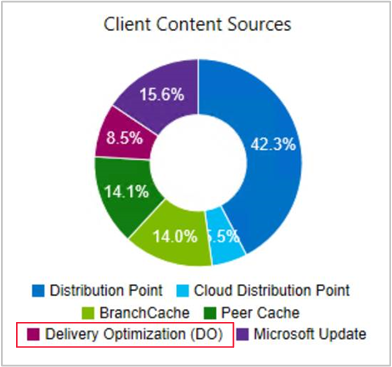 Client Content Sources
15.6%
42.3%
8.5%
14.1%
14.0%
5.5%
Distribution Point
Cloud Distribution Point
BranchCache
Peer Cache
Delivery Optimization (DO)
Microsoft Update